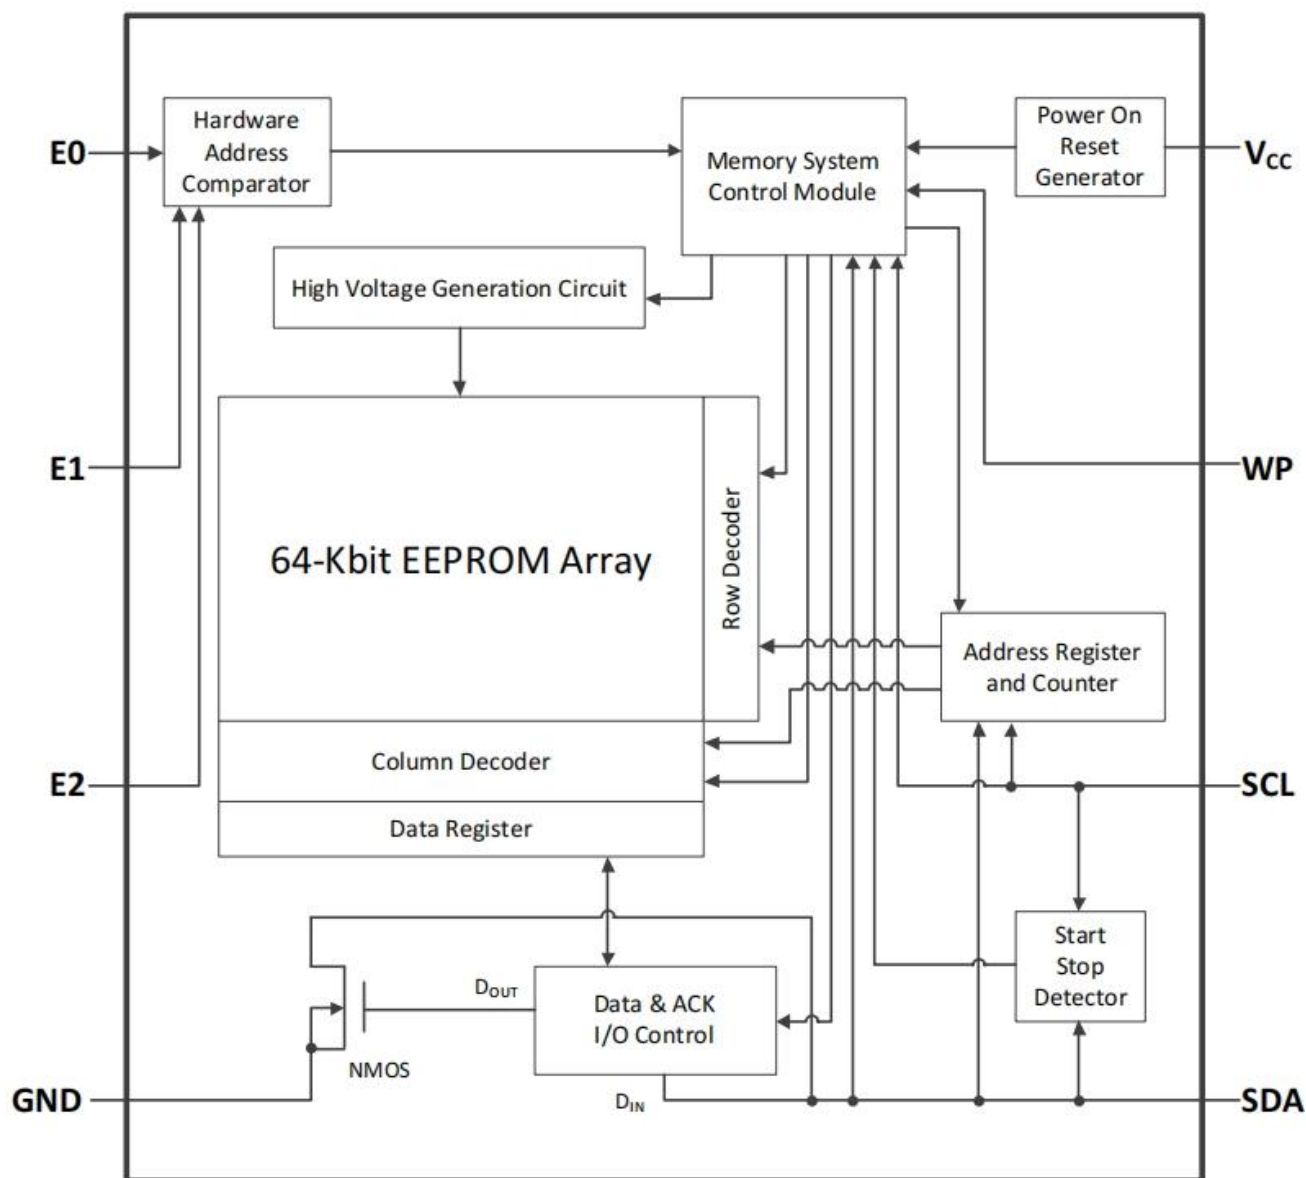 Hardware
Address
Comparator
Memory System
Control Module
Power On
Reset
Generator
E0
VCC
High Voltage Generation Circuit
E1
WP
64-Kbit EEPROM Array
Row Decoder
Address Register
and Counter
Column Decoder
E2
SCL
Data Register
Start
Stop
Detector
DOUT
Data & ACK
I/O Control
NMOS
GND
DIN
SDA